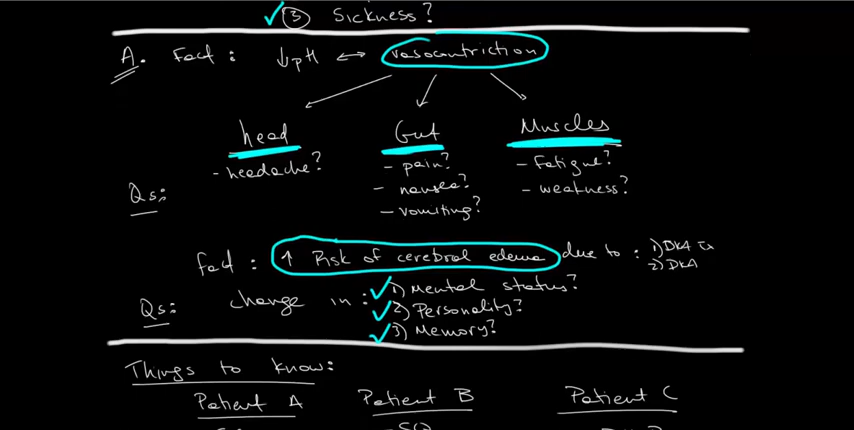 ✓ ③ Sickness?
A. Fact: ↓pH ↔ vasocontriction
head Gut Muscles
- headache? - pain? - Fatigue?
- nausea? - weakness?
Qs:
- vomiting?
fact: ↑ Risk of cerebral edema due to: 1) DKA Tx
2) DKA
Qs: change in: ✓ 1) Mental status?
✓ 2) Personality?
✓ 3) Memory?
Things to know:
Patient A Patient B Patient C